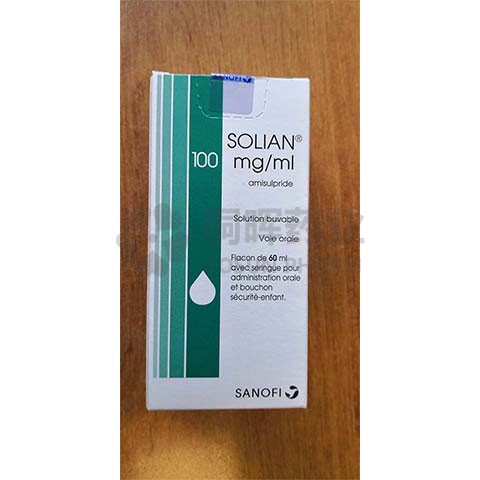 SANOFI
SOLIAN®
100 mg/ml
amisulpride
Solution buvable
Voie orale
Flacon de 60 ml
avec seringue pour
administration orale
et bouchon
sécurité-enfant.
SANOFI